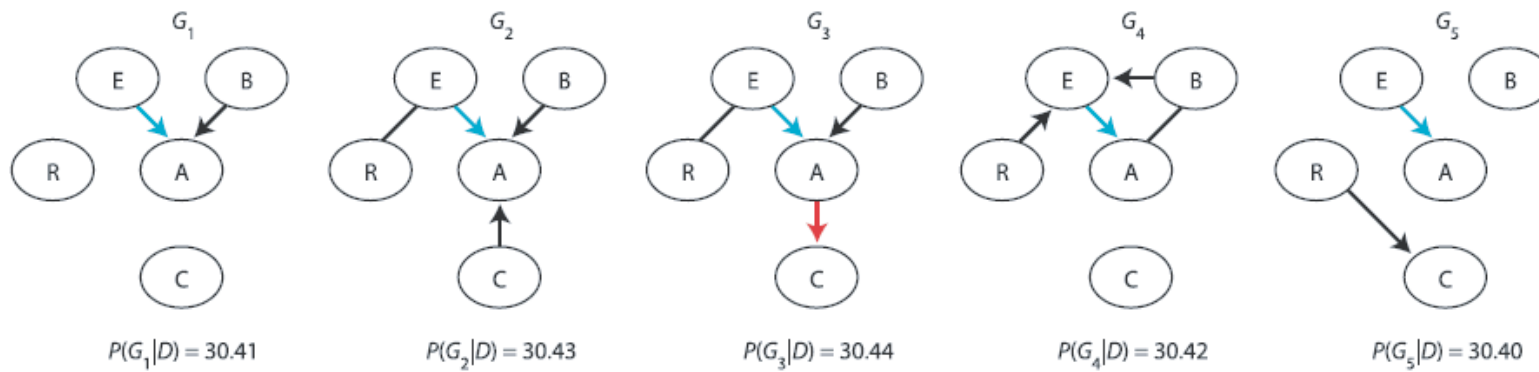 G1 G2 G3 G4 G5
E B E B E B E B E B
R A R A R A R A R A
C C C C C
P(G1|D) = 30.41 P(G2|D) = 30.43 P(G3|D) = 30.44 P(G4|D) = 30.42 P(G5|D) = 30.40